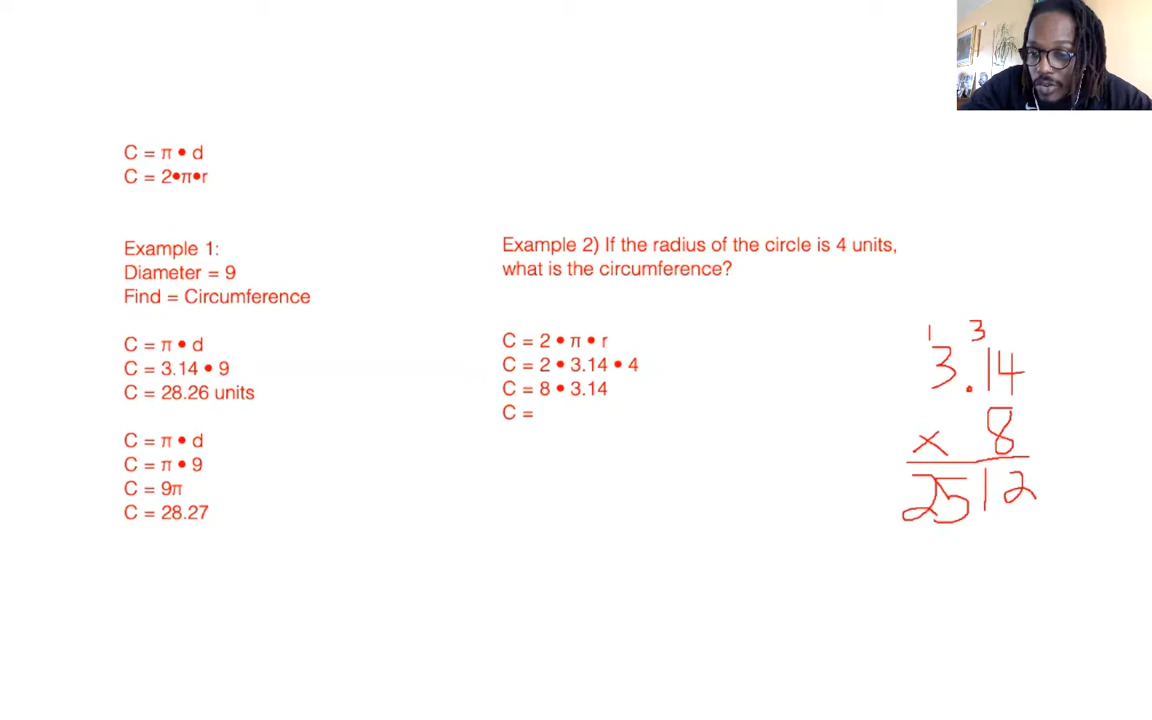 C = π • d
C = 2•π•r
Example 1:
Diameter = 9
Find = Circumference
C = π • d
C = 3.14 • 9
C = 28.26 units
C = π • d
C = π • 9
C = 9π
C = 28.27
Example 2) If the radius of the circle is 4 units,
what is the circumference?
C = 2 • π • r
C = 2 • 3.14 • 4
C = 8 • 3.14
C =
1 3
3.14
x 8
2512